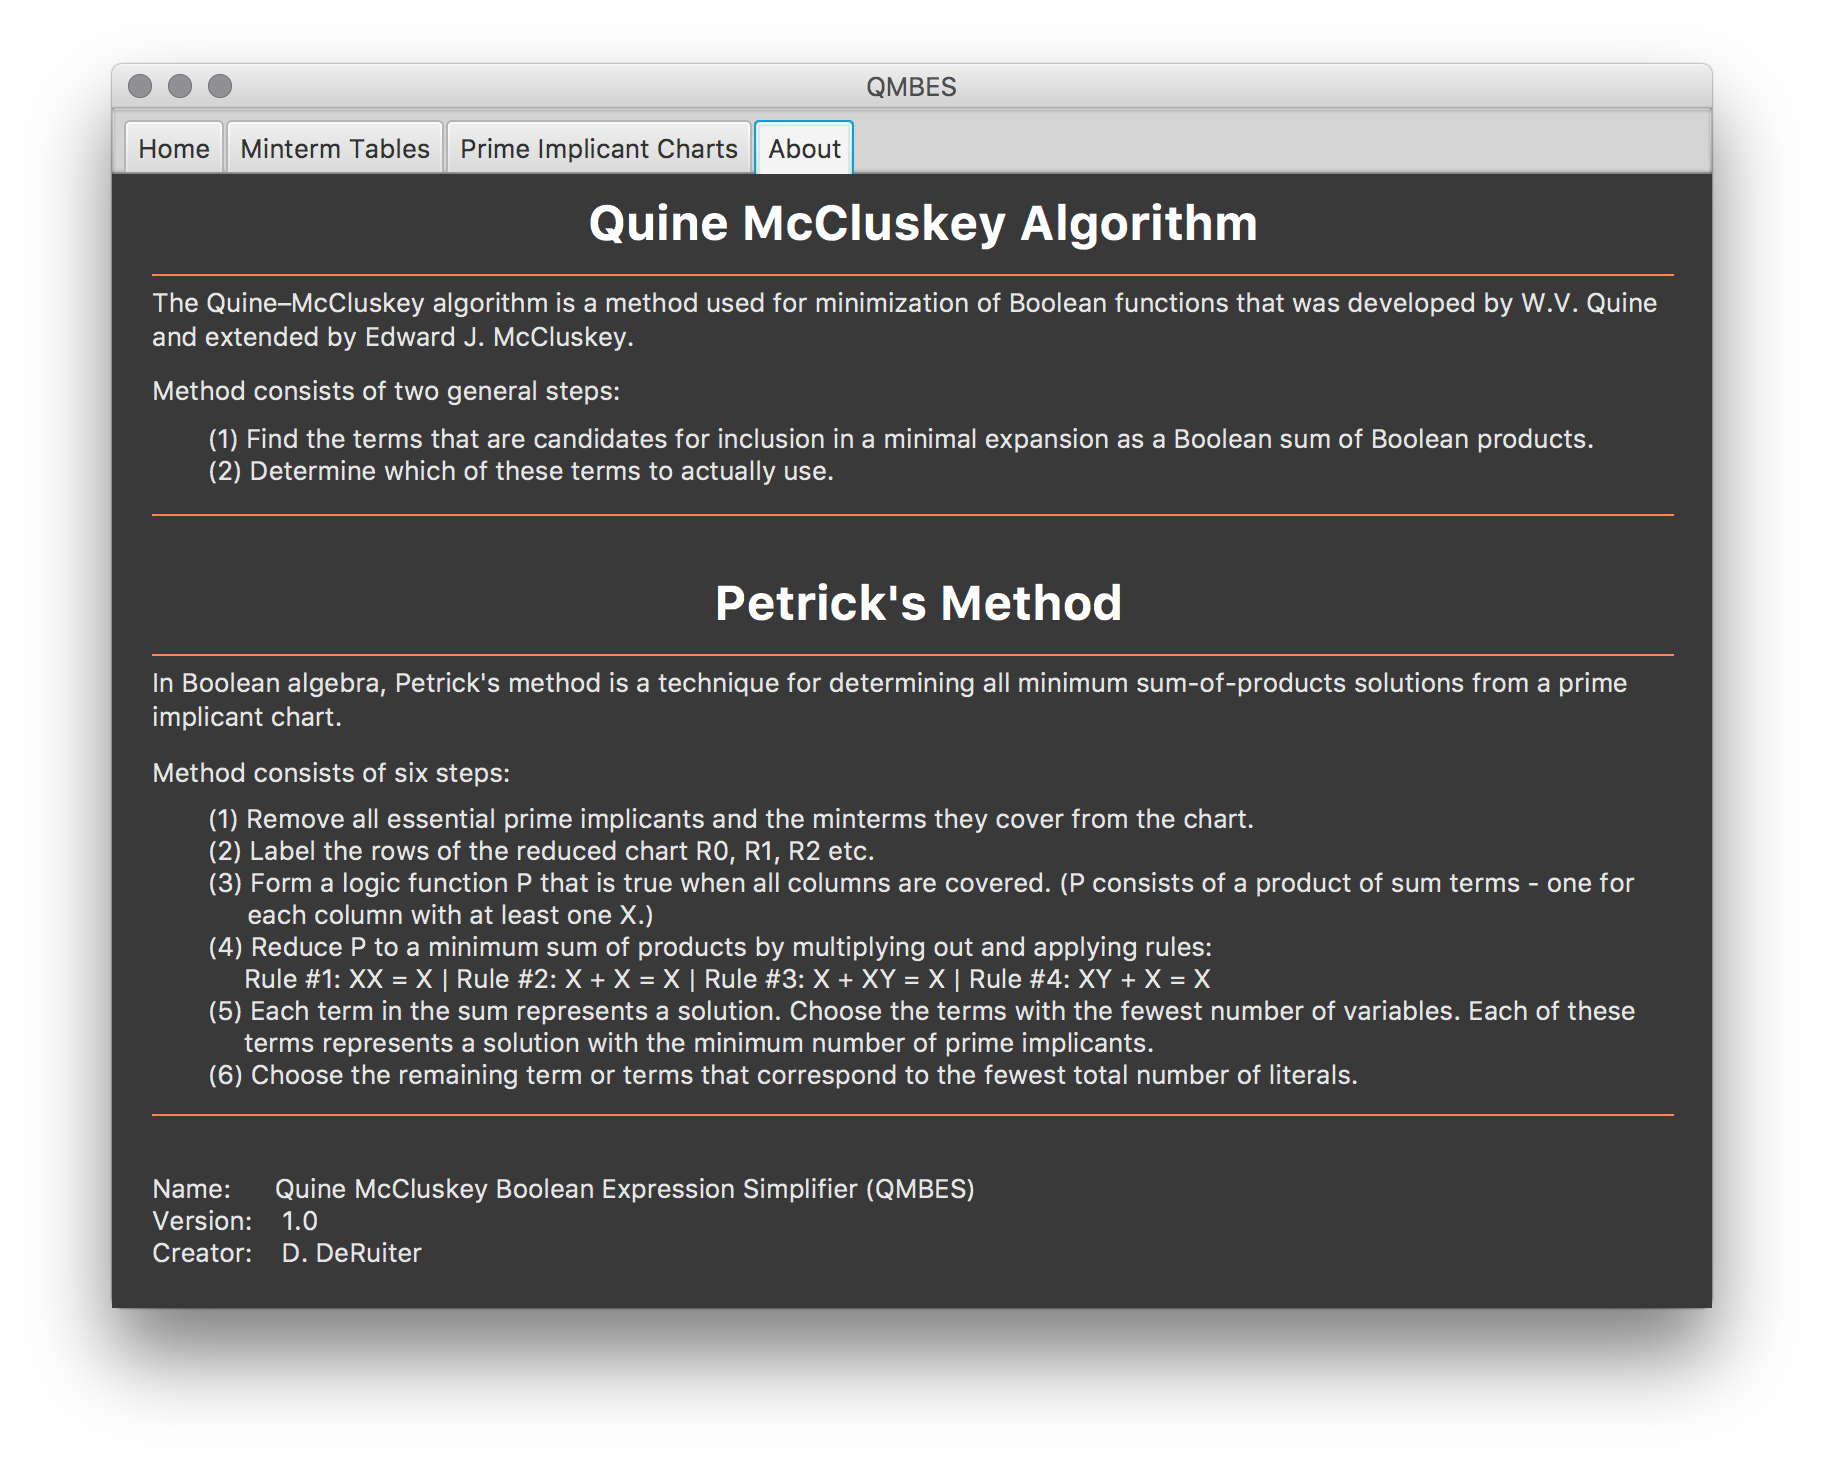 QMBES
Home Minterm Tables Prime Implicant Charts About
Quine McCluskey Algorithm
The Quine–McCluskey algorithm is a method used for minimization of Boolean functions that was developed by W.V. Quine
and extended by Edward J. McCluskey.
Method consists of two general steps:
(1) Find the terms that are candidates for inclusion in a minimal expansion as a Boolean sum of Boolean products.
(2) Determine which of these terms to actually use.
Petrick's Method
In Boolean algebra, Petrick's method is a technique for determining all minimum sum-of-products solutions from a prime
implicant chart.
Method consists of six steps:
(1) Remove all essential prime implicants and the minterms they cover from the chart.
(2) Label the rows of the reduced chart R0, R1, R2 etc.
(3) Form a logic function P that is true when all columns are covered. (P consists of a product of sum terms - one for
each column with at least one X.)
(4) Reduce P to a minimum sum of products by multiplying out and applying rules:
Rule #1: XX = X | Rule #2: X + X = X | Rule #3: X + XY = X | Rule #4: XY + X = X
(5) Each term in the sum represents a solution. Choose the terms with the fewest number of variables. Each of these
terms represents a solution with the minimum number of prime implicants.
(6) Choose the remaining term or terms that correspond to the fewest total number of literals.
Name: Quine McCluskey Boolean Expression Simplifier (QMBES)
Version: 1.0
Creator: D. DeRuiter